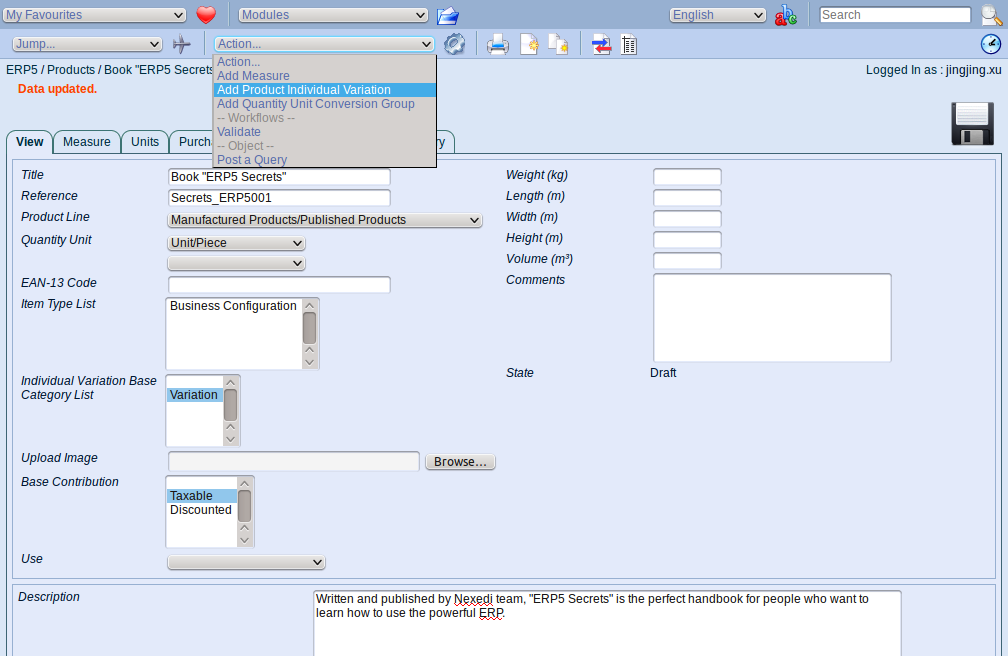 My Favourites
Modules
English
Search
Jump...
Action...
ERP5 / Products / Book "ERP5 Secrets
Logged In as : jingjing.xu
Data updated.
Action...
Add Measure
Add Product Individual Variation
Add Quantity Unit Conversion Group
-- Workflows --
Validate
-- Object --
Post a Query
View
Measure
Units
Purch
ry
Title
Book "ERP5 Secrets"
Reference
Secrets_ERP5001
Product Line
Manufactured Products/Published Products
Quantity Unit
Unit/Piece
EAN-13 Code
Item Type List
Business Configuration
Individual Variation Base
Category List
Variation
Upload Image
Browse...
Base Contribution
Taxable
Discounted
Use
Weight (kg)
Length (m)
Width (m)
Height (m)
Volume (m³)
Comments
State
Draft
Description
Written and published by Nexedi team, "ERP5 Secrets" is the perfect handbook for people who want to
learn how to use the powerful ERP.